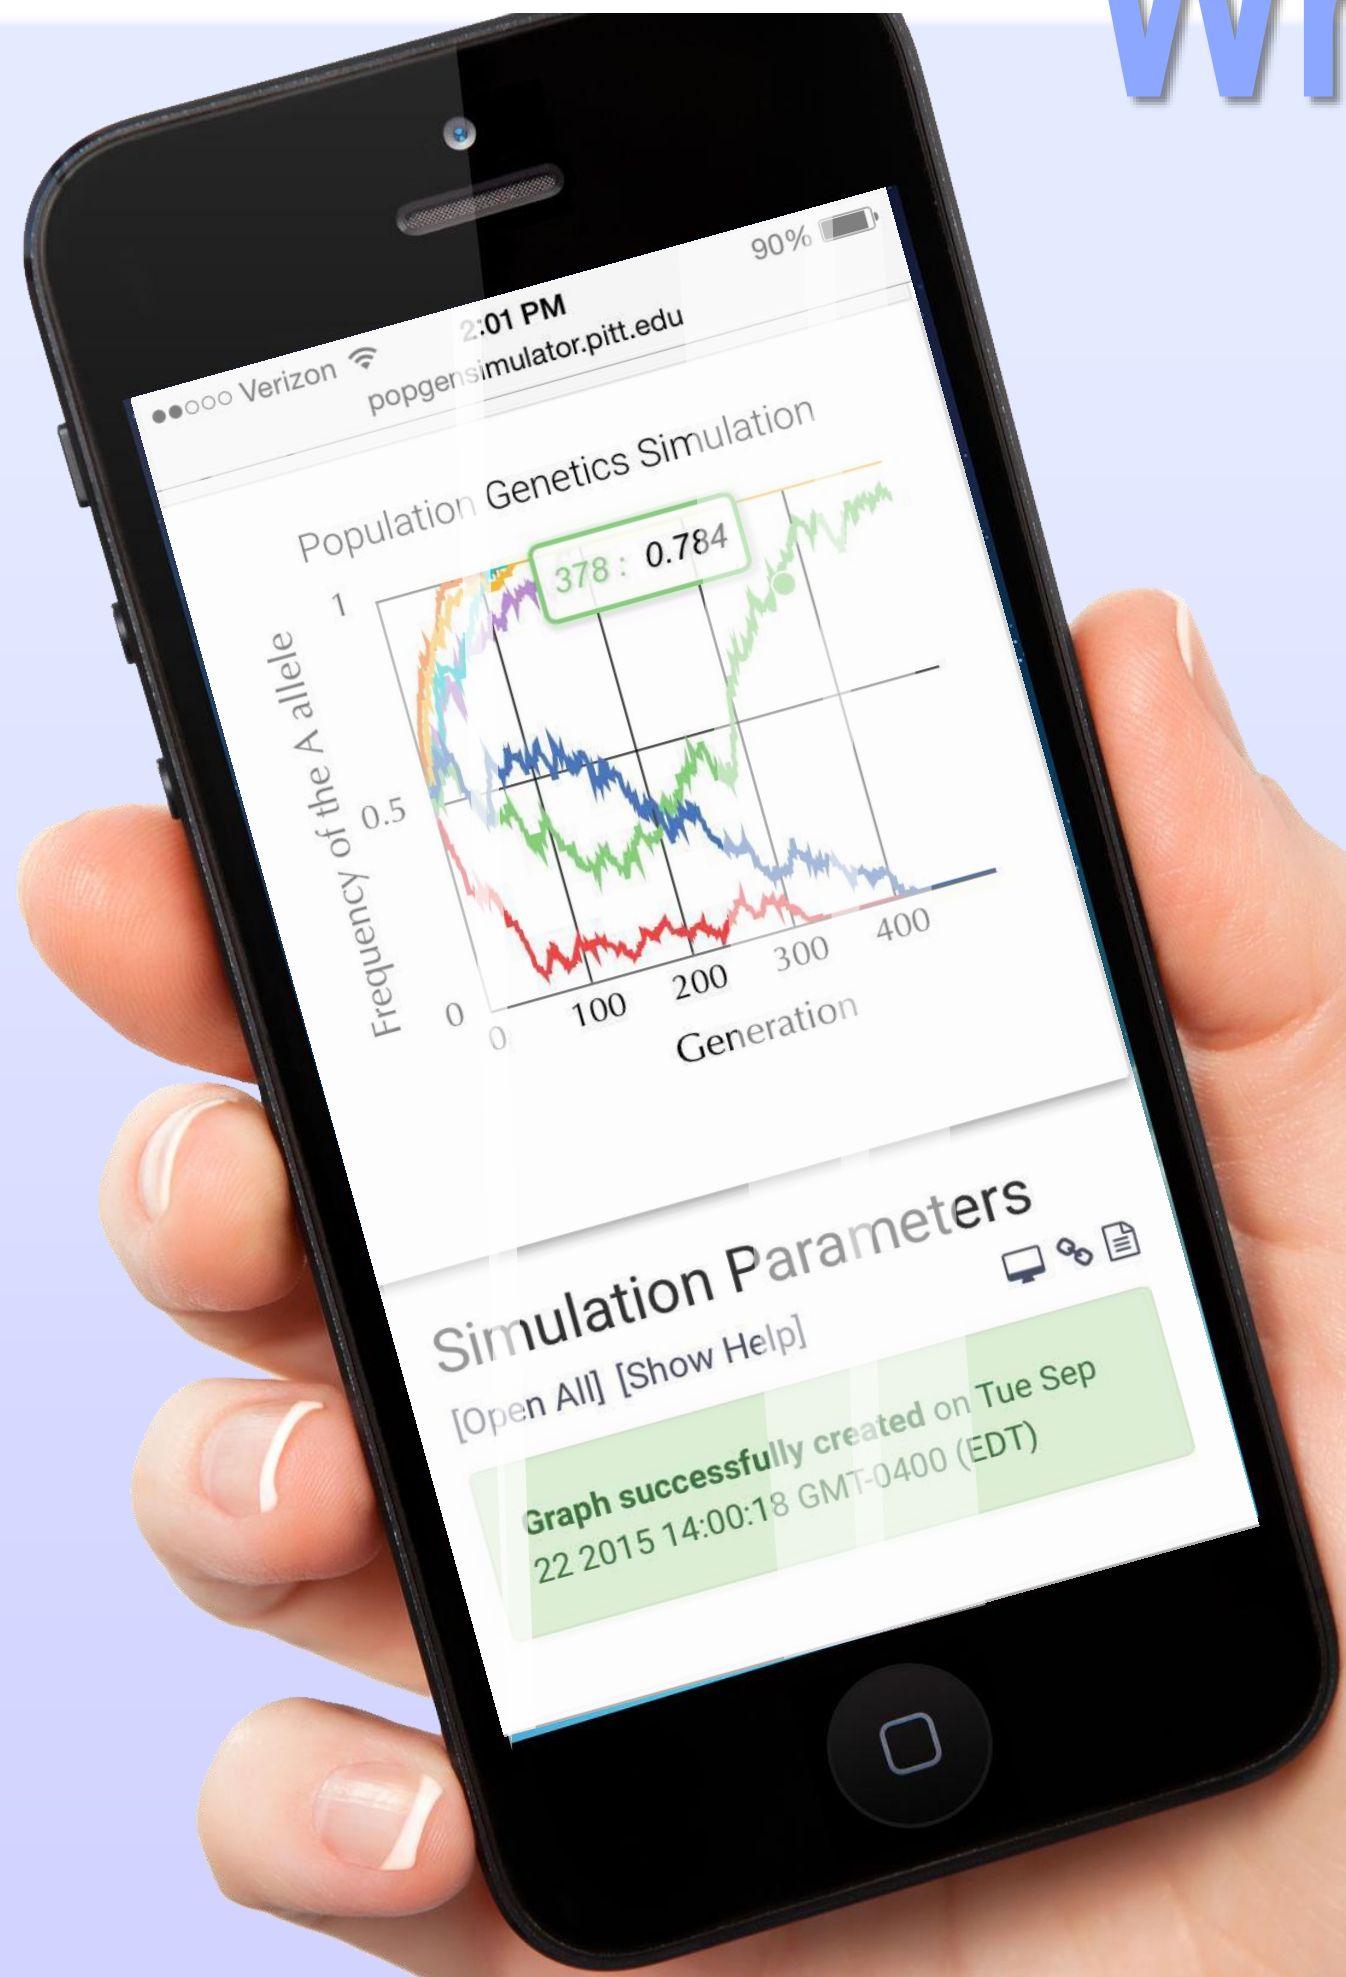 Verizon
2:01 PM
90%
popgensimulator.pitt.edu
Population Genetics Simulation
378 : 0.784
1
0.5
0
Frequency of the A allele
0
100
200
300
400
Generation
Simulation Parameters
[Open All] [Show Help]
Graph successfully created on Tue Sep
22 2015 14:00:18 GMT-0400 (EDT)